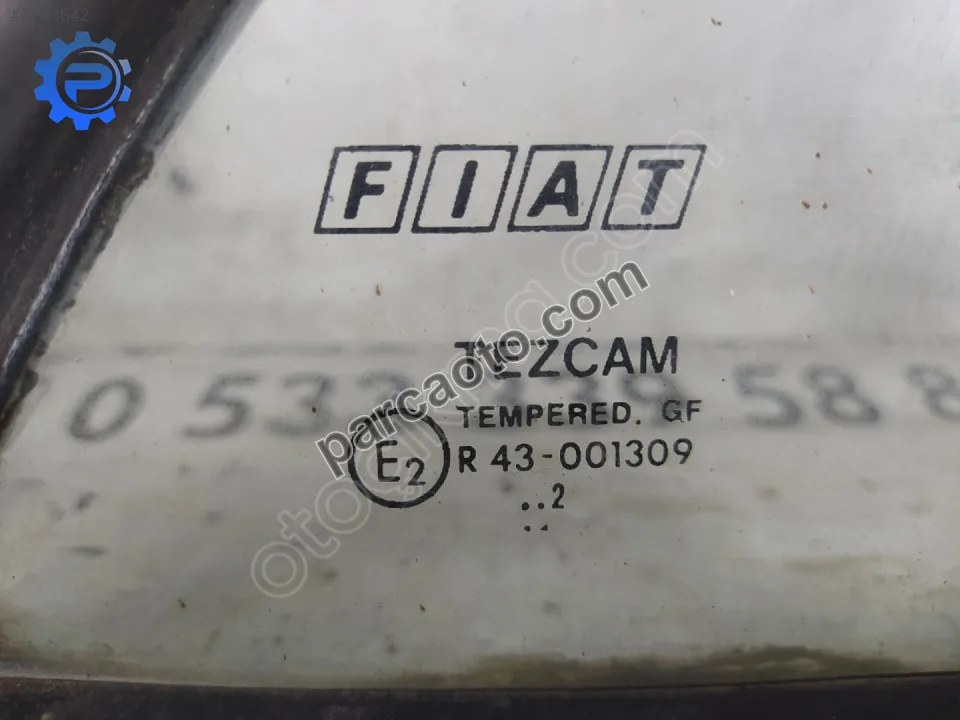 FIAT
parcaoto.com
TEZCAM
TEMPERED. GF
E2
R 43-001309
..2
..